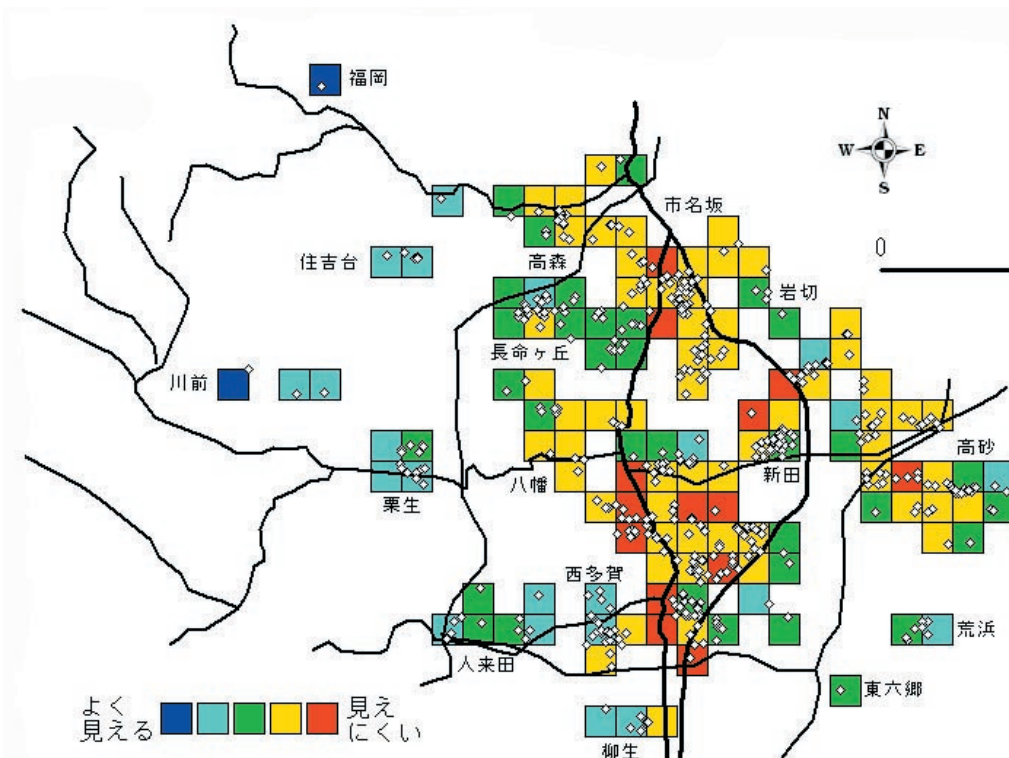 福岡
N
W E
S
市名坂
0
住吉台
高森
岩切
長命ヶ丘
川前
高砂
八幡
新田
栗生
西多賀
荒浜
人来田
東六郷
よく
見える
見え
にくい
柳生